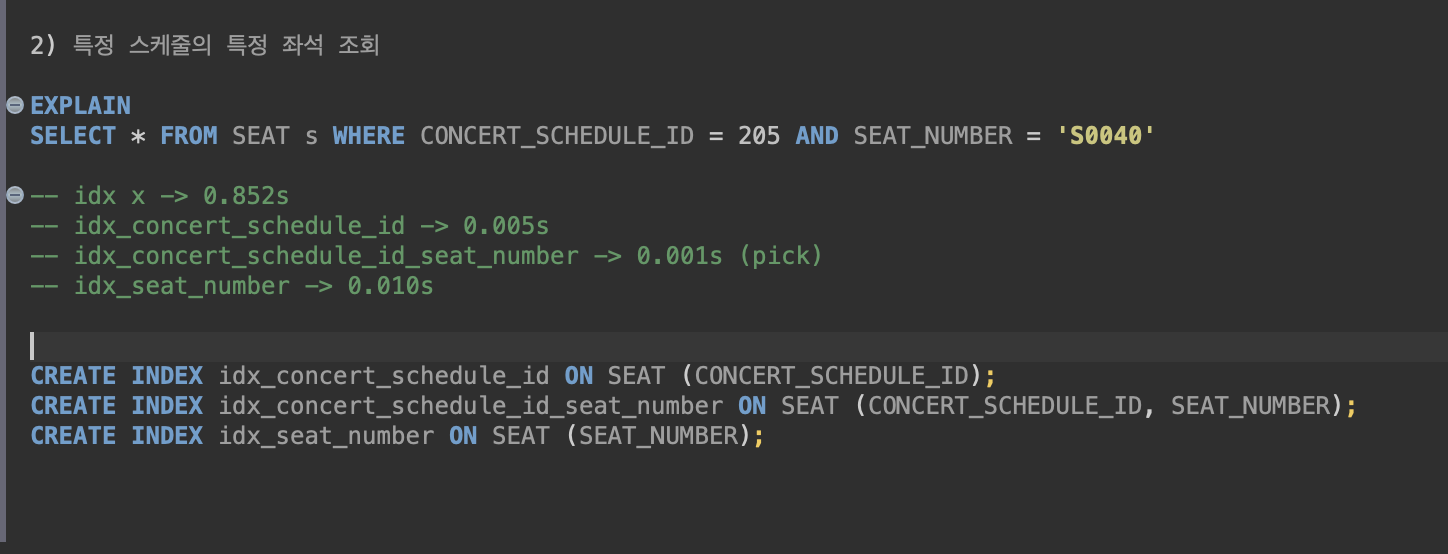 2) 특정 스케줄의 특정 좌석 조회
EXPLAIN
SELECT * FROM SEAT s WHERE CONCERT_SCHEDULE_ID = 205 AND SEAT_NUMBER = 'S0040'
-- idx x -> 0.852s
-- idx_concert_schedule_id -> 0.005s
-- idx_concert_schedule_id_seat_number -> 0.001s (pick)
-- idx_seat_number -> 0.010s
CREATE INDEX idx_concert_schedule_id ON SEAT (CONCERT_SCHEDULE_ID);
CREATE INDEX idx_concert_schedule_id_seat_number ON SEAT (CONCERT_SCHEDULE_ID, SEAT_NUMBER);
CREATE INDEX idx_seat_number ON SEAT (SEAT_NUMBER);